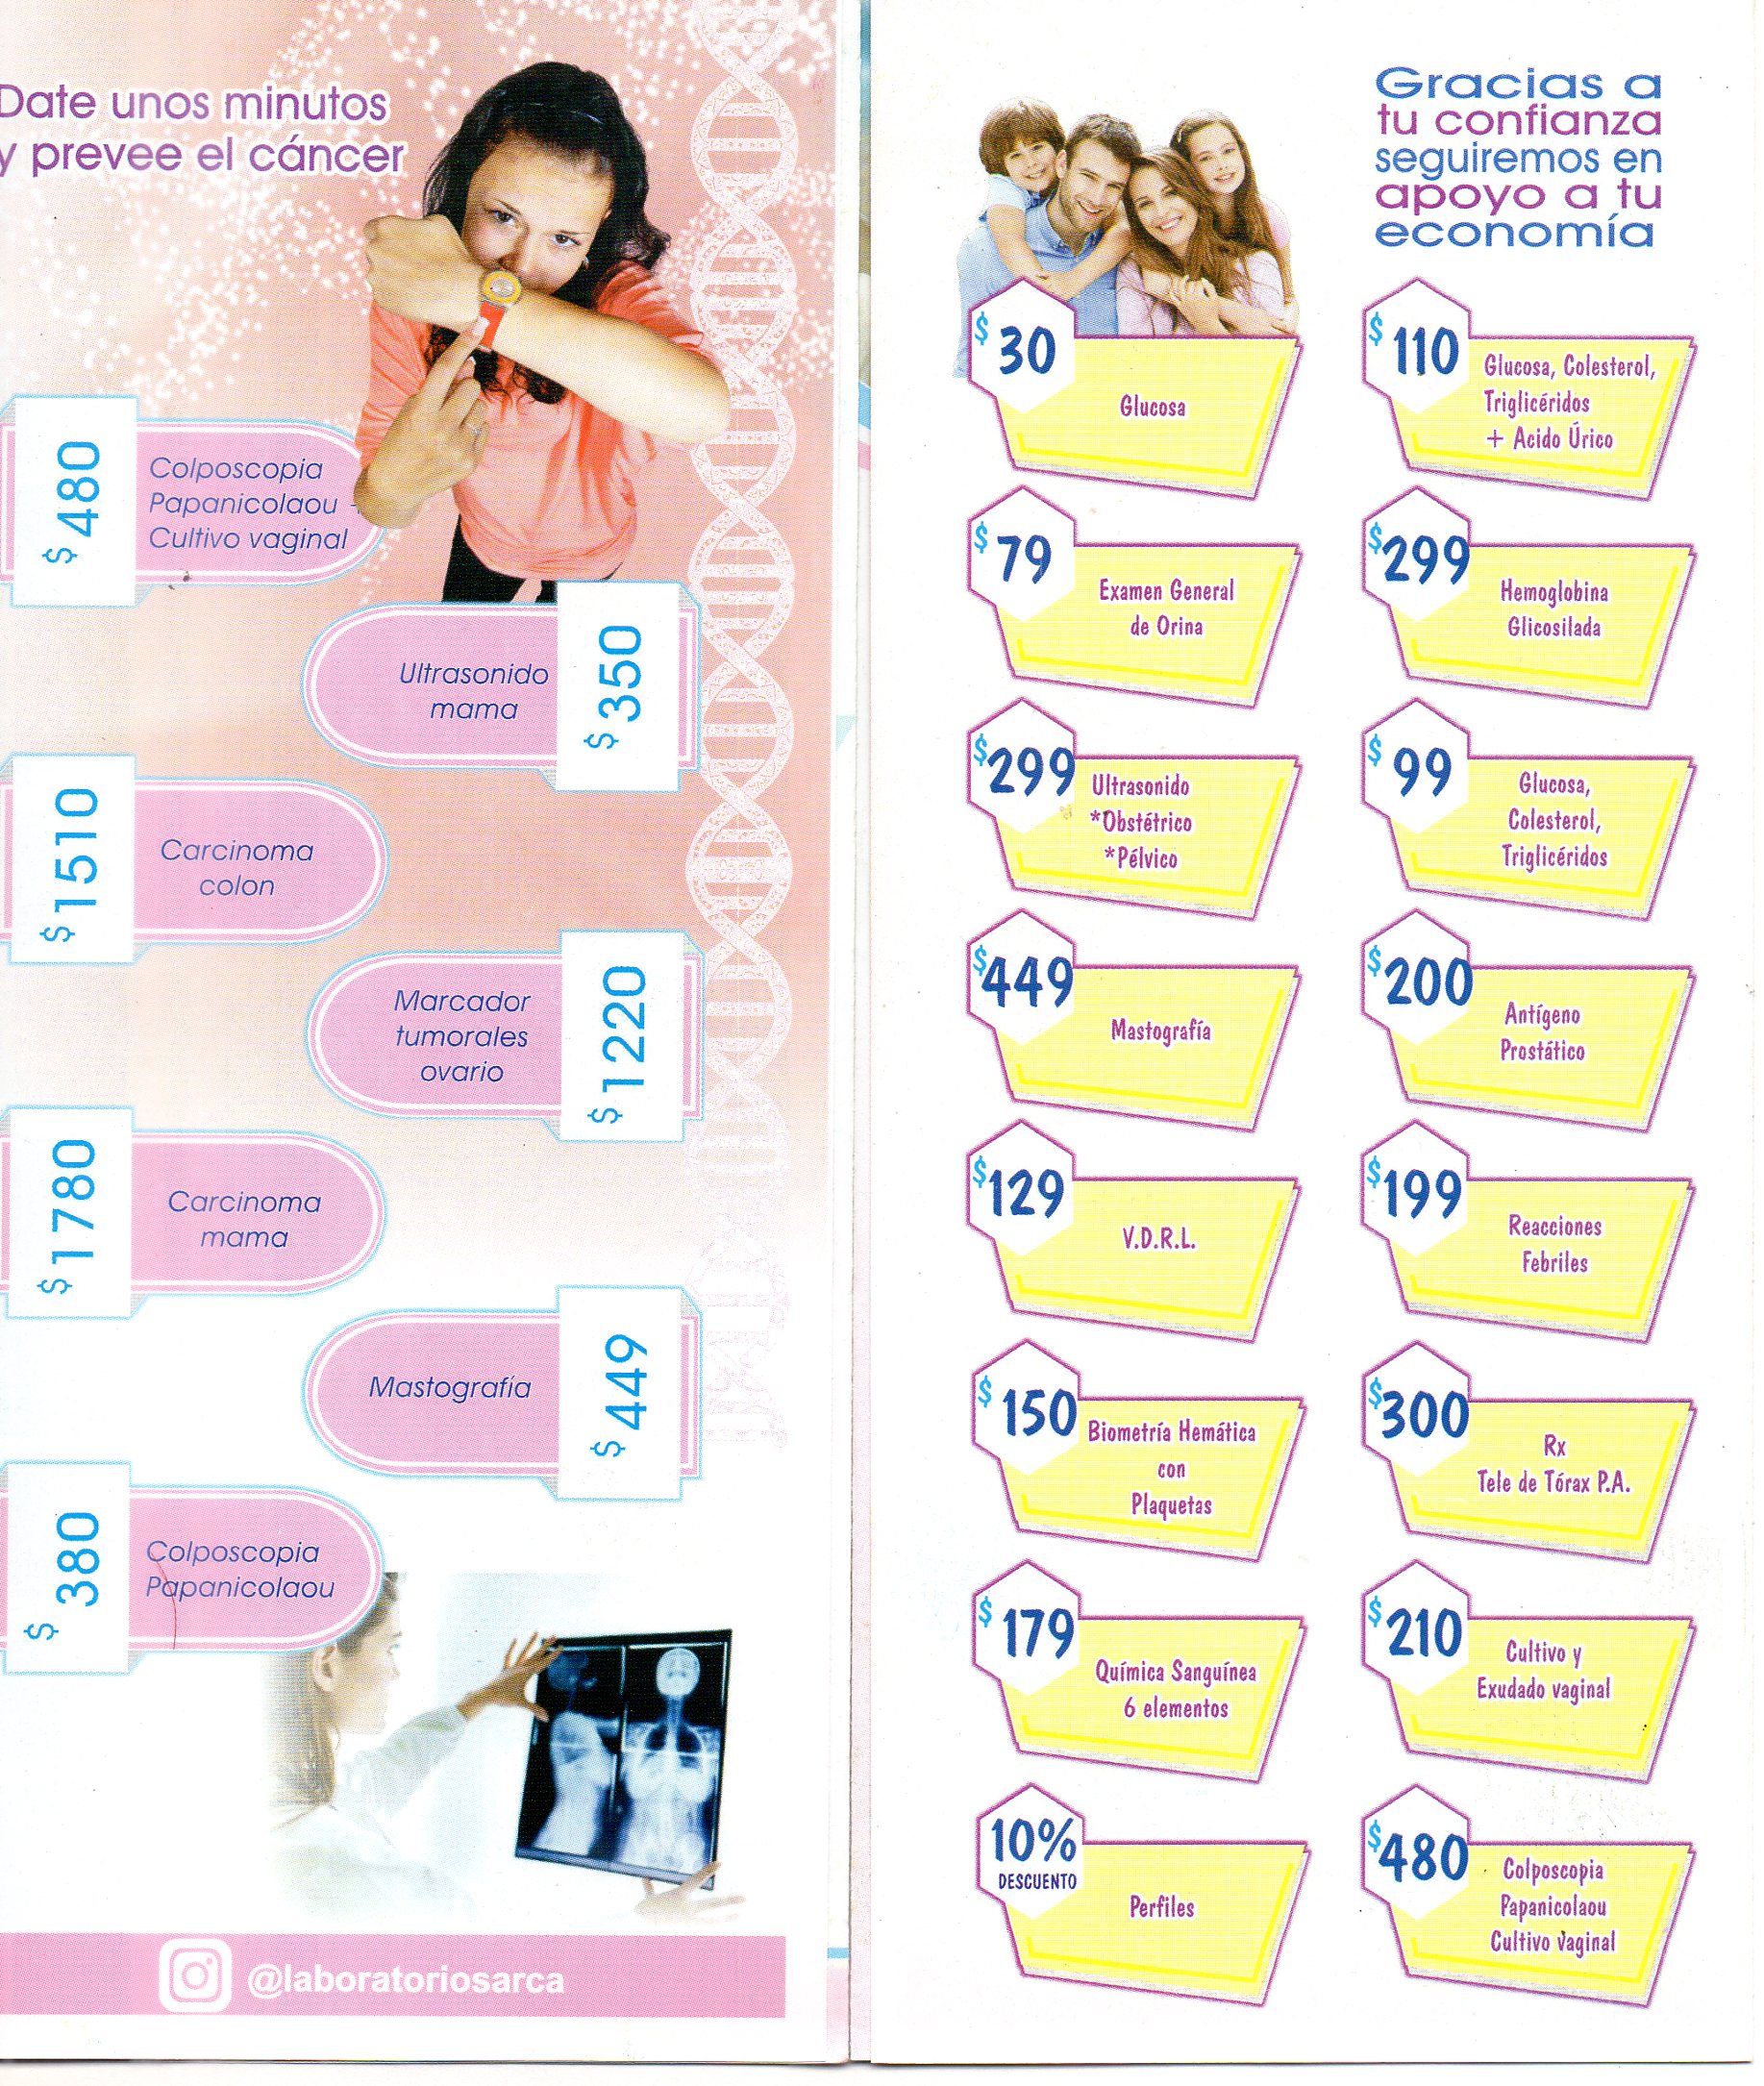 Date unos minutos
y prevee el cáncer
$ 480
Colposcopia
Papanicolaou
Cultivo vaginal
Ultrasonido
mama
$ 350
$ 1510
Carcinoma
colon
Marcador
tumorales
ovario
$ 1220
$ 1780
Carcinoma
mama
Mastografía
$ 449
$ 380
Colposcopia
Papanicolaou
@laboratoriosarca
Gracias a
tu confianza
seguiremos en
apoyo a tu
economía
$ 30
Glucosa
$ 110
Glucosa, Colesterol,
Triglicéridos
+ Acido Úrico
$ 79
Examen General
de Orina
$299
Hemoglobina
Glicosilada
$299
Ultrasonido
*Obstétrico
*Pélvico
$ 99
Glucosa,
Colesterol,
Triglicéridos
$449
Mastografía
$200
Antígeno
Prostático
$129
V.D.R.L.
$199
Reacciones
Febriles
$ 150
Biometría Hemática
con
Plaquetas
$300
Rx
Tele de Tórax P.A.
$ 179
Química Sanguínea
6 elementos
$210
Cultivo y
Exudado vaginal
10%
DESCUENTO
Perfiles
$480
Colposcopia
Papanicolaou
Cultivo Vaginal